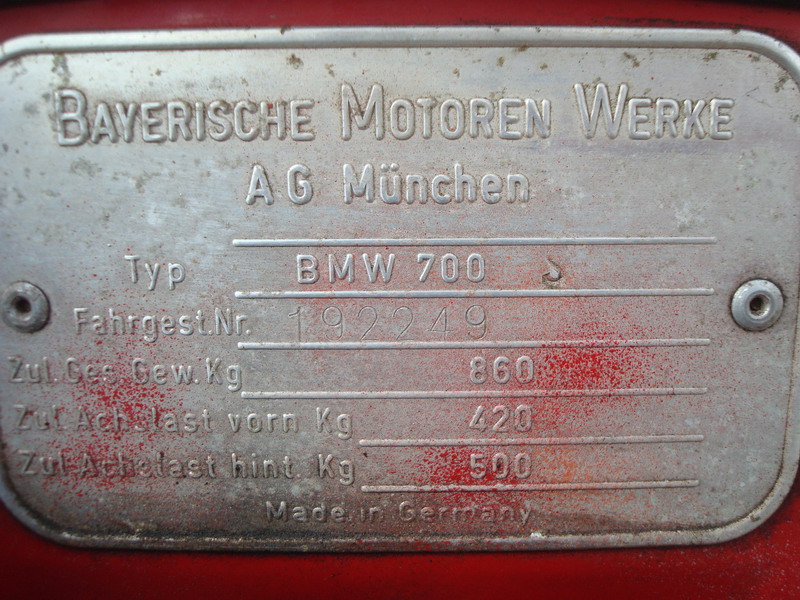 BAYERISCHE MOTOREN WERKE
AG München
Typ BMW 700
Fahrgest.Nr. 192249
Zul.Ges.Gew.Kg 860
Zul Achslast vorn Kg 420
Zul Achslast hint. Kg 500
Made in Germany